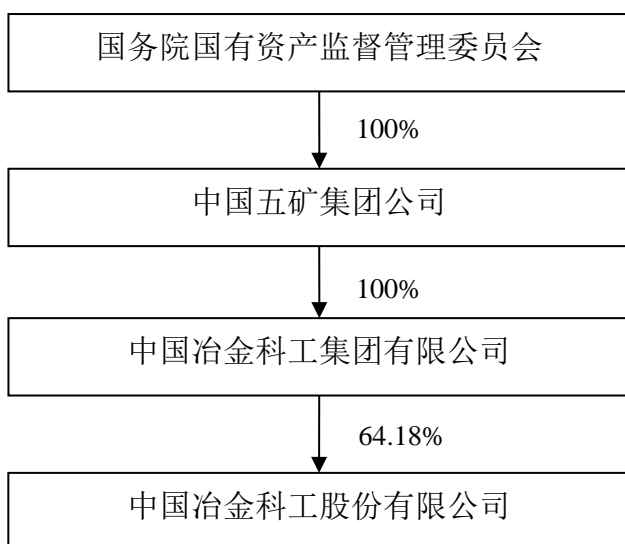 国务院国有资产监督管理委员会
100%
中国五矿集团公司
100%
中国冶金科工集团有限公司
64.18%
中国冶金科工股份有限公司